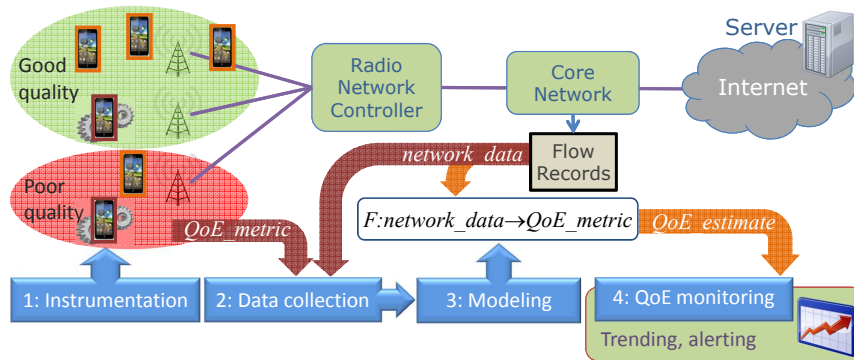 Server
Good
quality
Radio
Network
Controller
Core
Network
Internet
network_data
Flow
Records
Poor
quality
QoE_metric
F:network_data→QoE_metric
QoE_estimate
1: Instrumentation
2: Data collection
3: Modeling
4: QoE monitoring
Trending, alerting